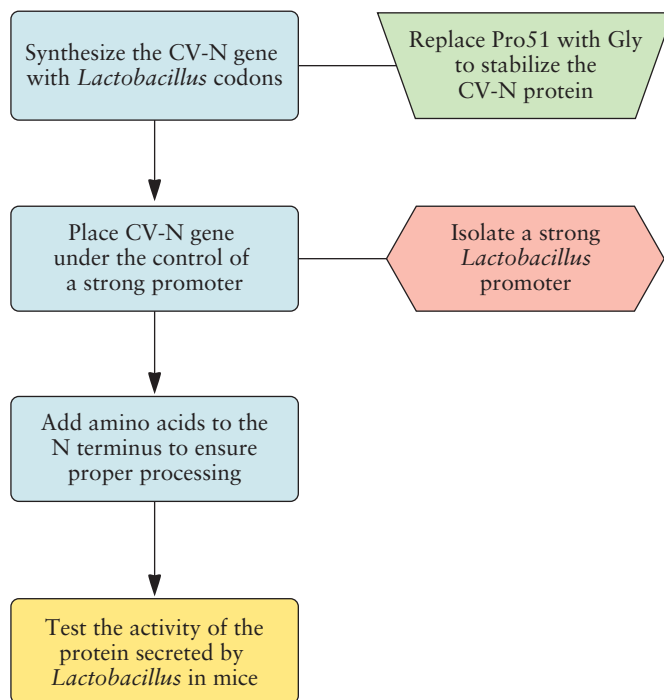 Synthesize the CV-N gene
with Lactobacillus codons
Replace Pro51 with Gly
to stabilize the
CV-N protein
Place CV-N gene
under the control of
a strong promoter
Isolate a strong
Lactobacillus
promoter
Add amino acids to the
N terminus to ensure
proper processing
Test the activity of the
protein secreted by
Lactobacillus in mice